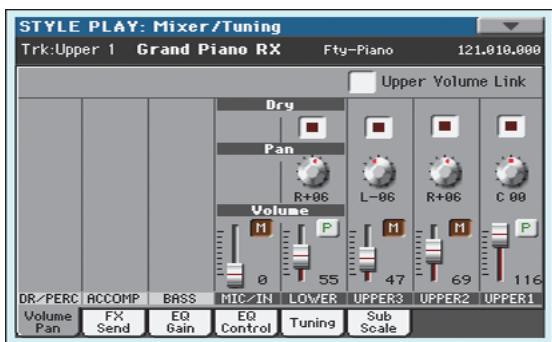 STYLE PLAY: Mixer/Tuning
Trk:Upper 1 Grand Piano RX Fty-Piano 121.010.000
Upper Volume Link
Dry
Pan
R+06 L-06 R+06 C 00
Volume
M P M M P
0 55 47 69 116
DR/PERC ACCOMP BASS MIC/IN LOWER UPPER3 UPPER2 UPPER1
Volume Pan FX Send EQ Gain EQ Control Tuning Sub Scale